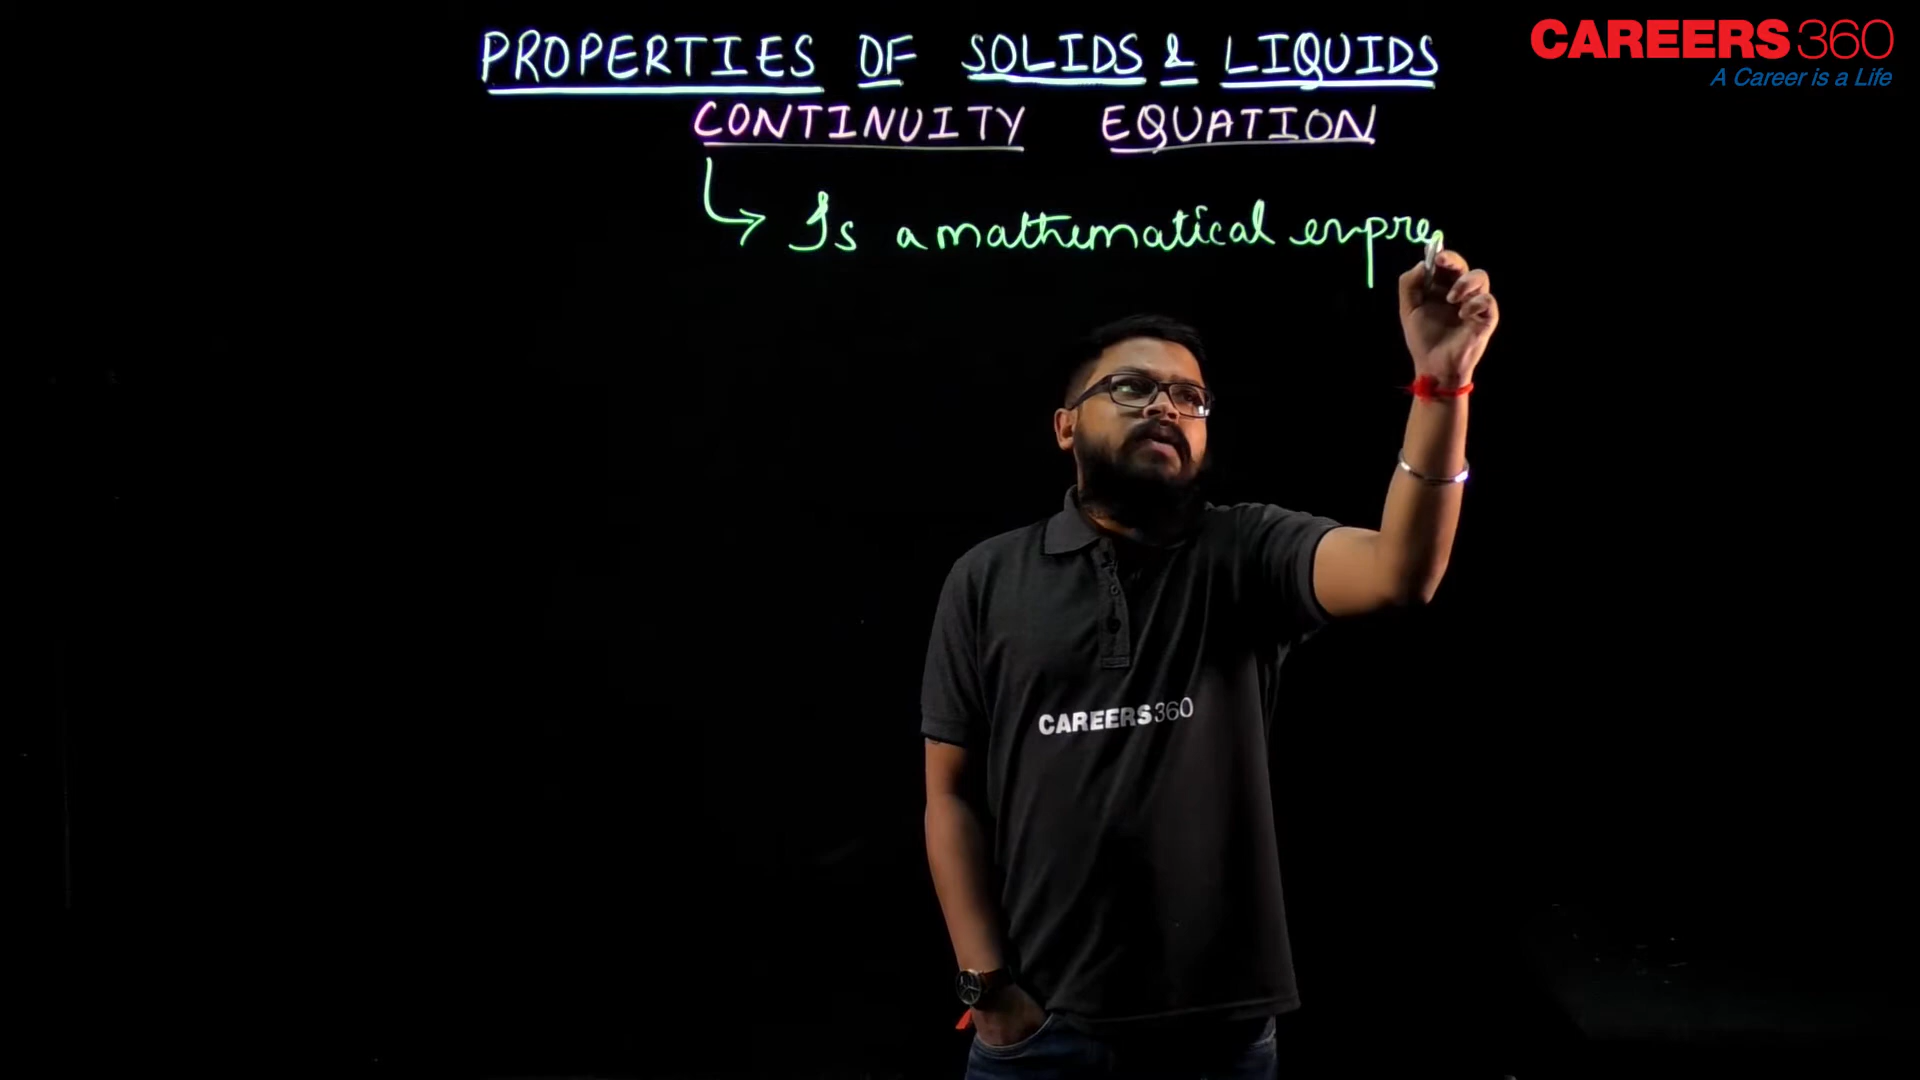 PROPERTIES OF SOLIDS & LIQUIDS
CAREERS360
A Career is a Life
CONTINUITY EQUATION
Is a mathematical expre
CAREERS360